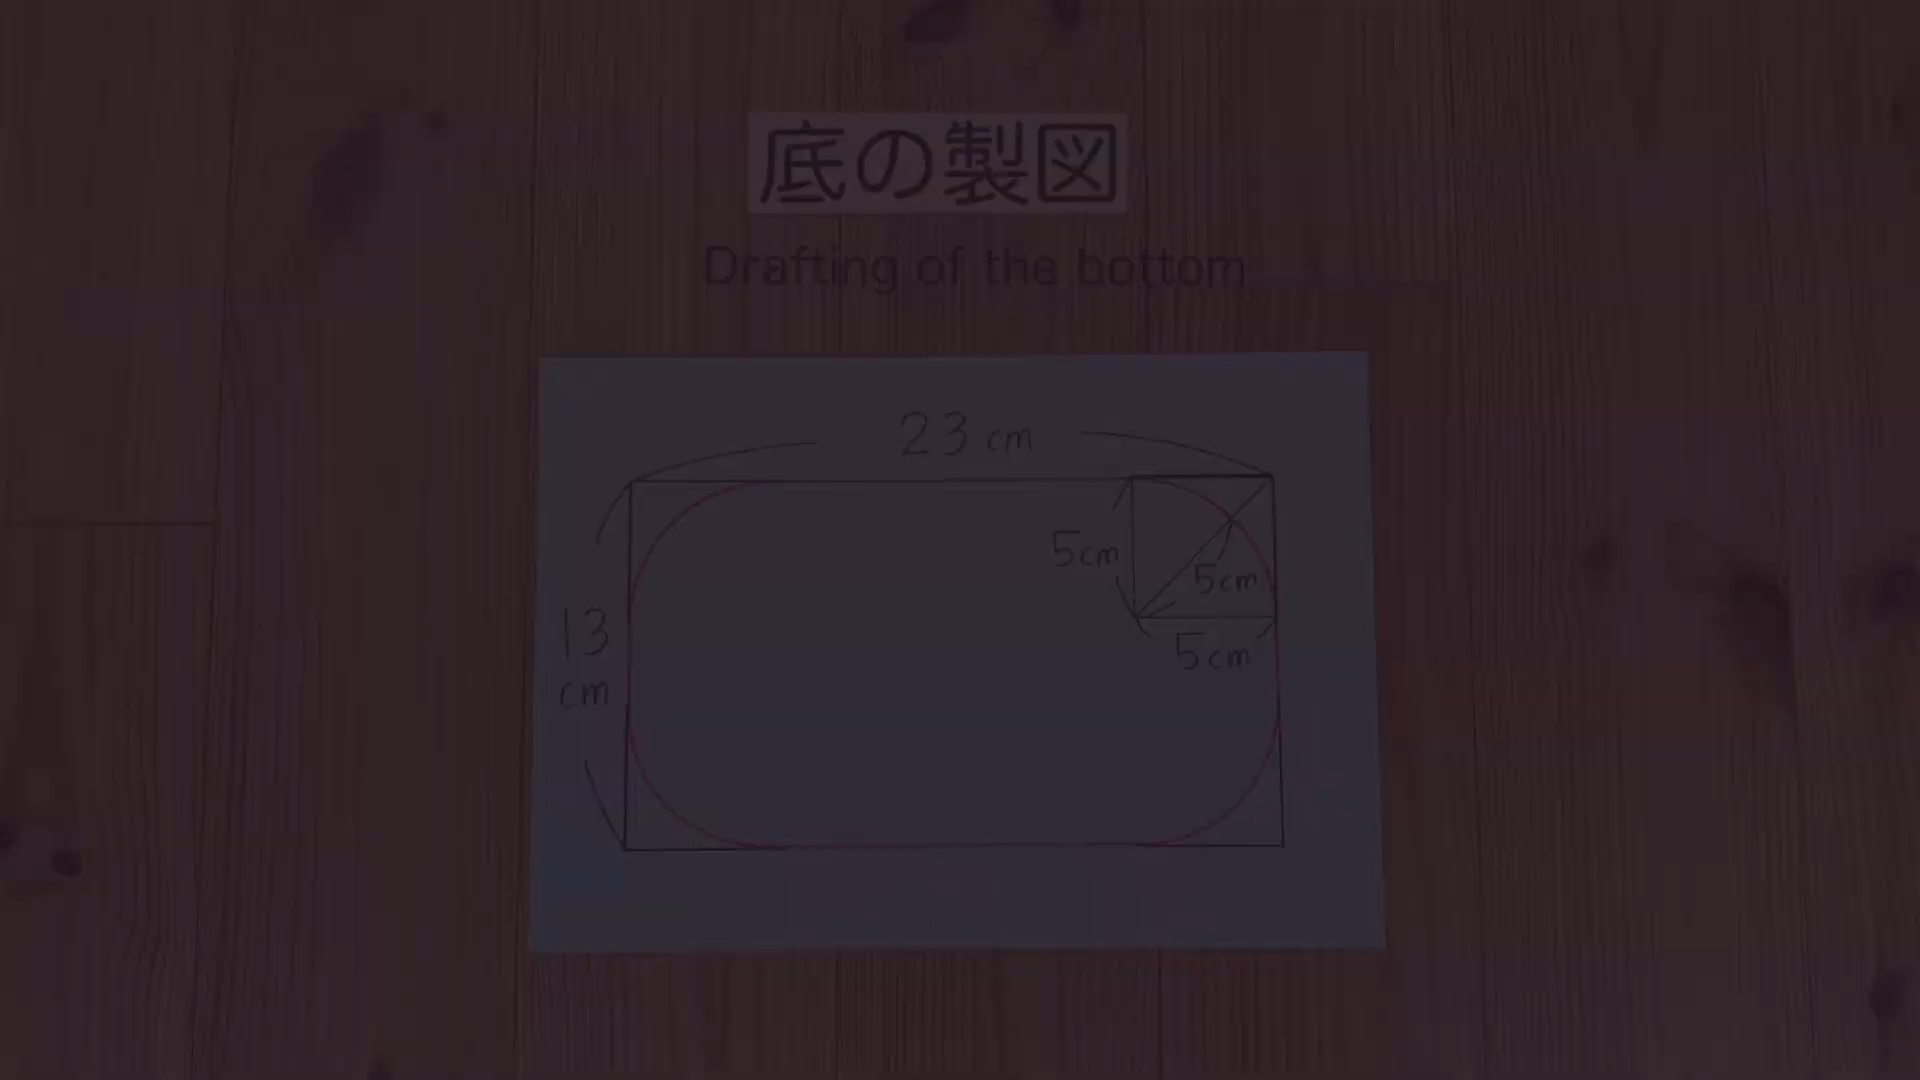 底の製図
Drafting of the bottom
23 cm
5cm
5cm
13
cm
5cm